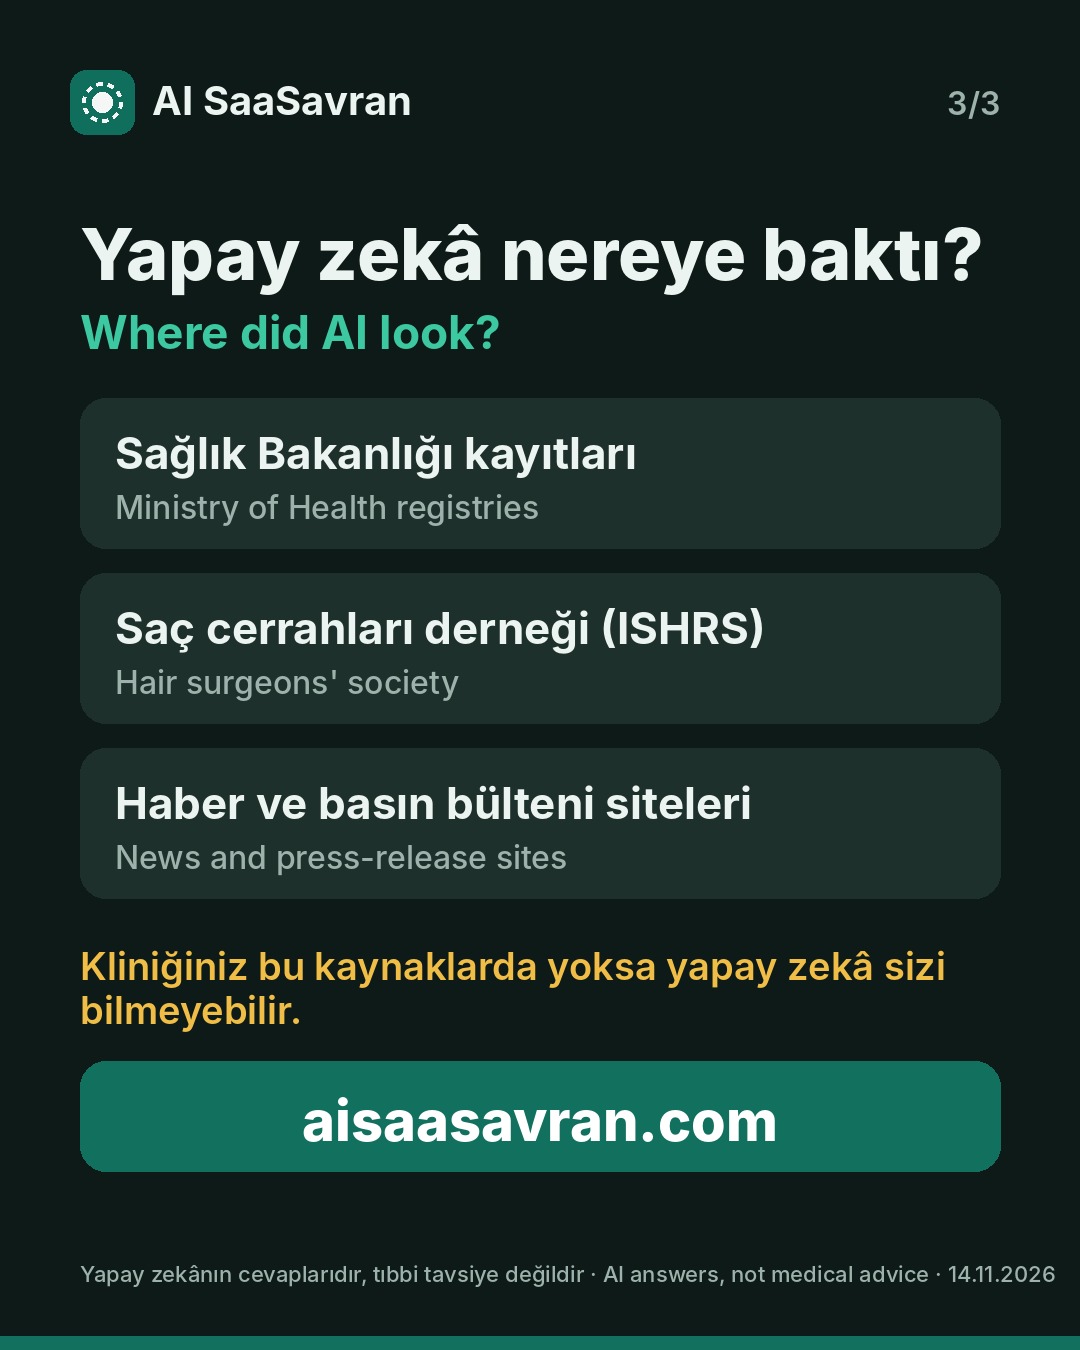 AI SaaSavran
3/3
Yapay zekâ nereye baktı?
Where did AI look?
Sağlık Bakanlığı kayıtları
Ministry of Health registries
Saç cerrahları derneği (ISHRS)
Hair surgeons' society
Haber ve basın bülteni siteleri
News and press-release sites
Kliniğiniz bu kaynaklarda yoksa yapay zekâ sizi
bilmeyebilir.
aisaasavran.com
Yapay zekânın cevaplarıdır, tıbbi tavsiye değildir · AI answers, not medical advice · 14.11.2026